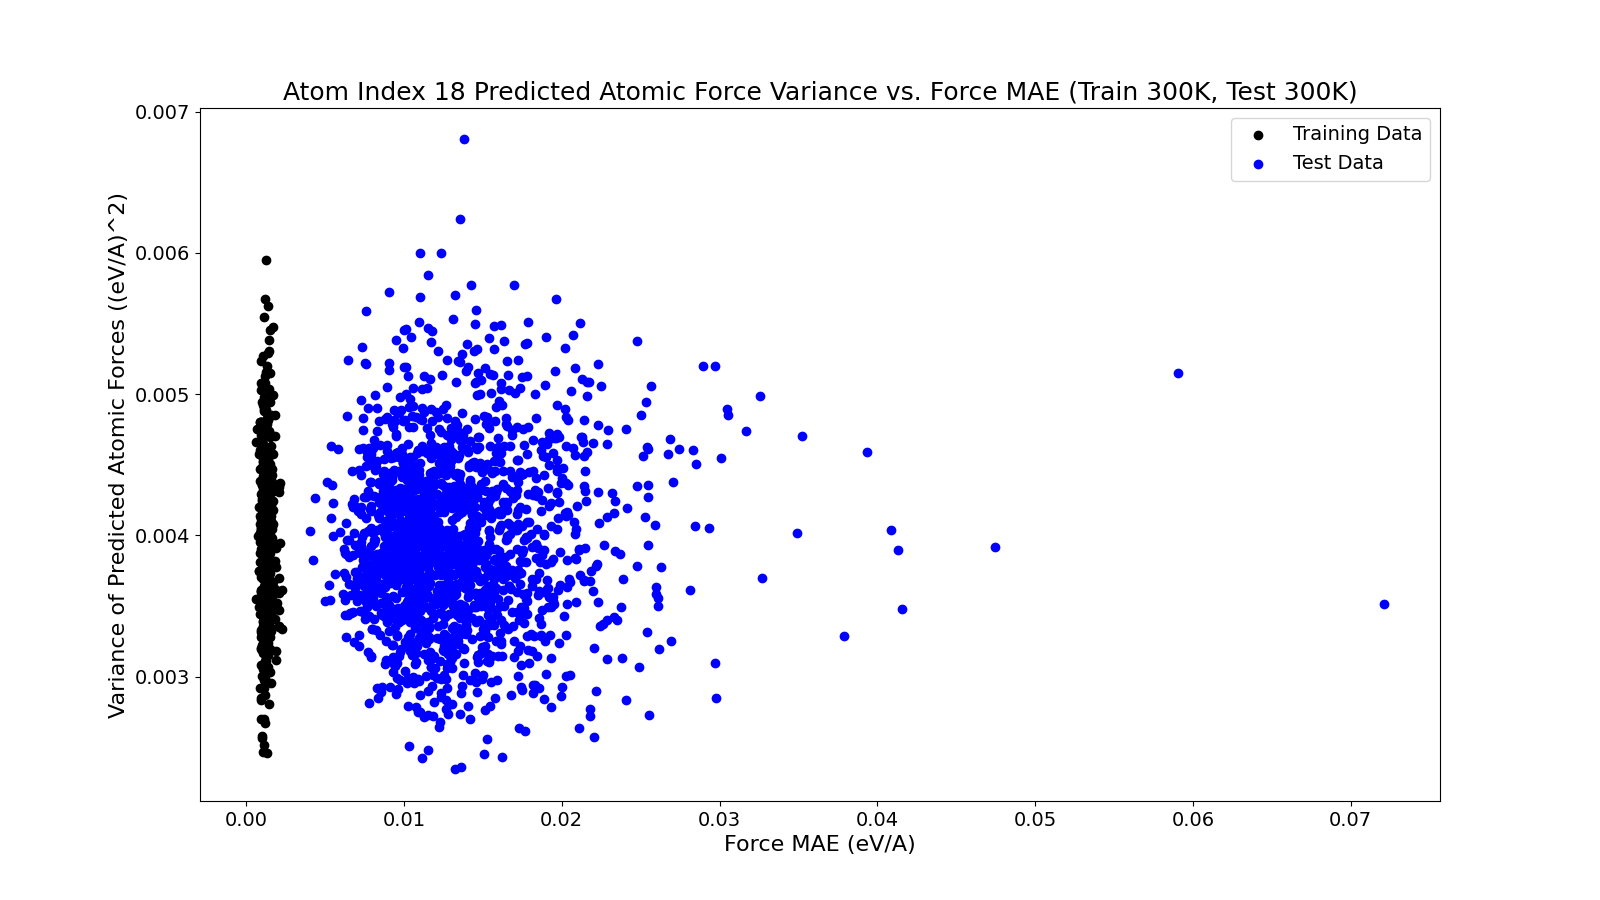 Atom Index 18 Predicted Atomic Force Variance vs. Force MAE (Train 300K, Test 300K)
Training Data
Test Data
Variance of Predicted Atomic Forces ((eV/A)^2)
0.007
0.006
0.005
0.004
0.003
0.00 0.01 0.02 0.03 0.04 0.05 0.06 0.07
Force MAE (eV/A)